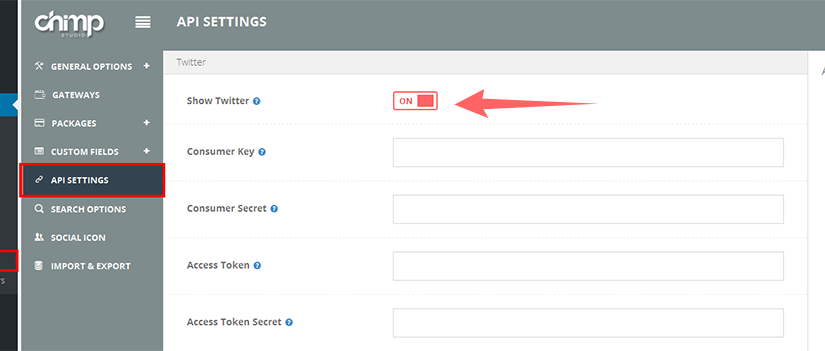 chimp
STUDIO
API SETTINGS
GENERAL OPTIONS +
GATEWAYS
PACKAGES +
CUSTOM FIELDS +
API SETTINGS
SEARCH OPTIONS
SOCIAL ICON
IMPORT & EXPORT
Twitter
Show Twitter ?
ON
Consumer Key ?
Consumer Secret ?
Access Token ?
Access Token Secret ?